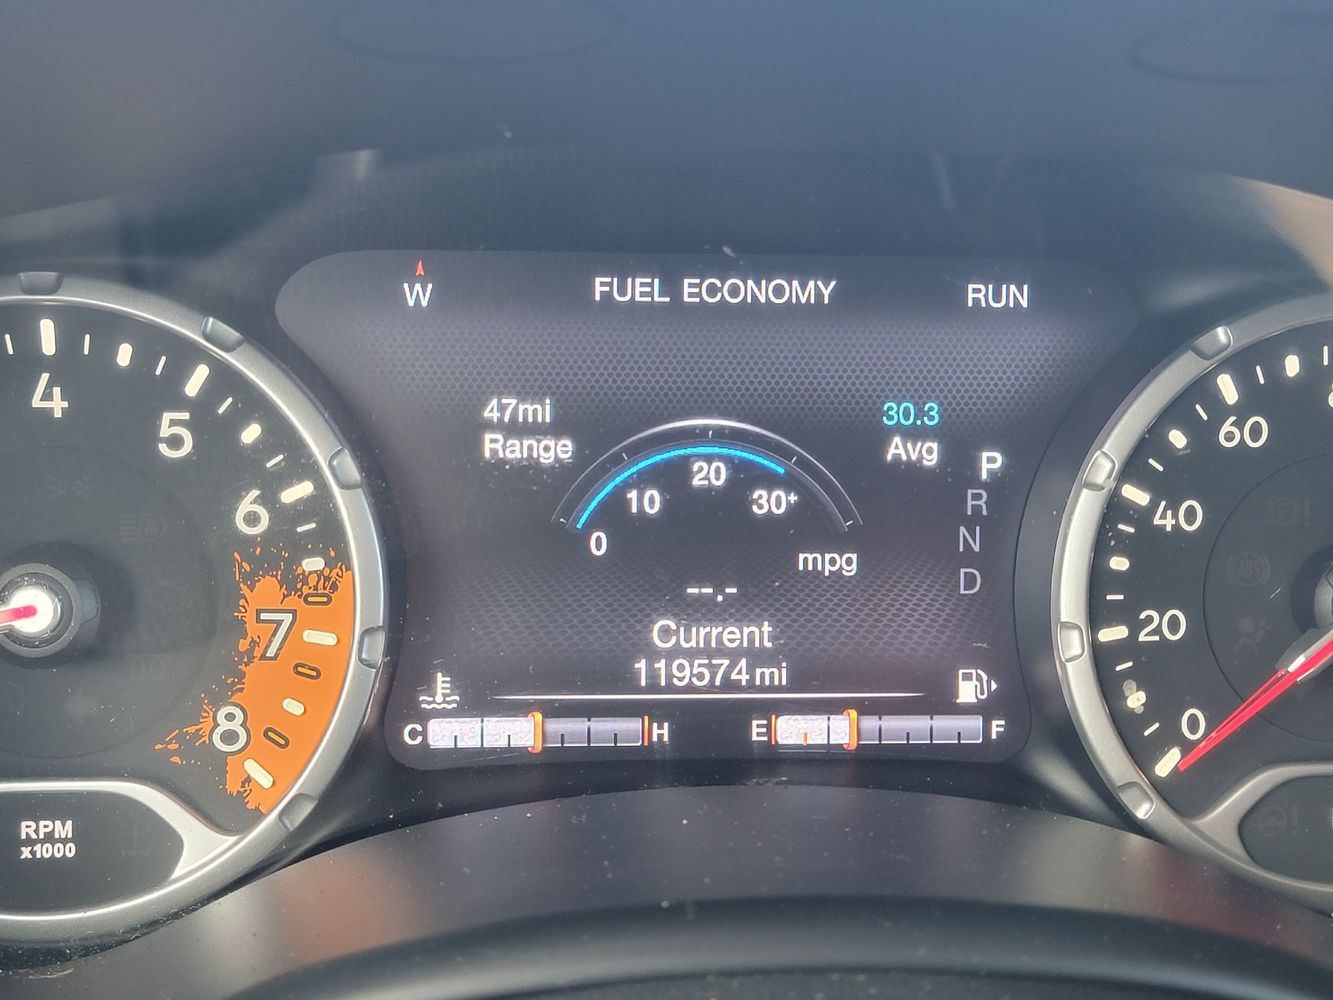 W
FUEL ECONOMY
RUN
47mi
Range
30.3
Avg
0
10
20
30+
mpg
--.-
Current
119574 mi
P
R
N
D
C
H
E
F
4
5
6
7
8
RPM
x1000
0
20
40
60
ABS